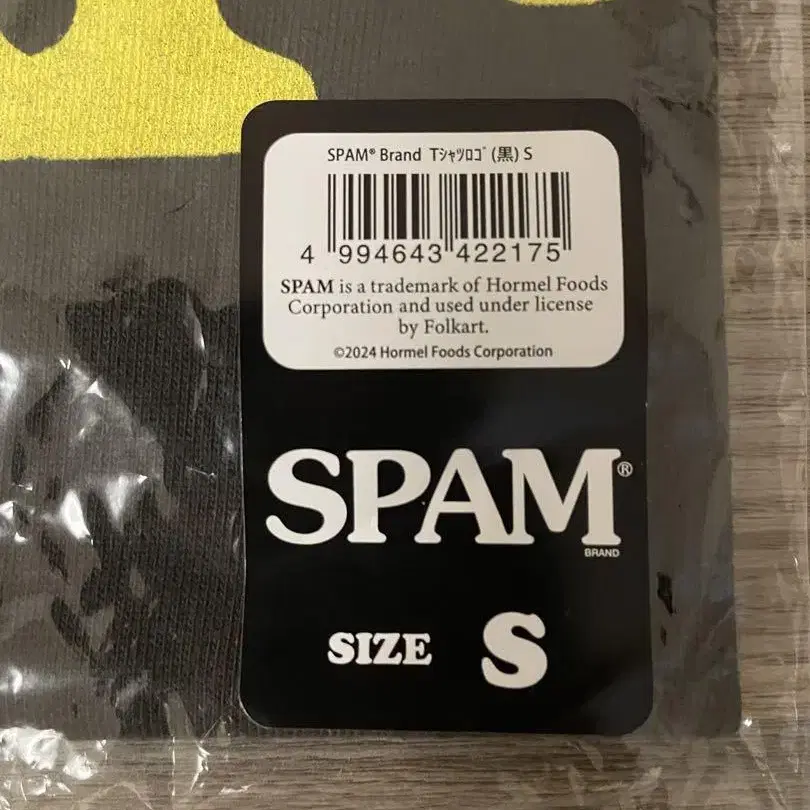 SPAM® Brand Tｼｬﾂﾛｺﾞ(黒) S
4 994643 422175
SPAM is a trademark of Hormel Foods
Corporation and used under license
by Folkart.
©2024 Hormel Foods Corporation
SPAM®
BRAND
SIZE S